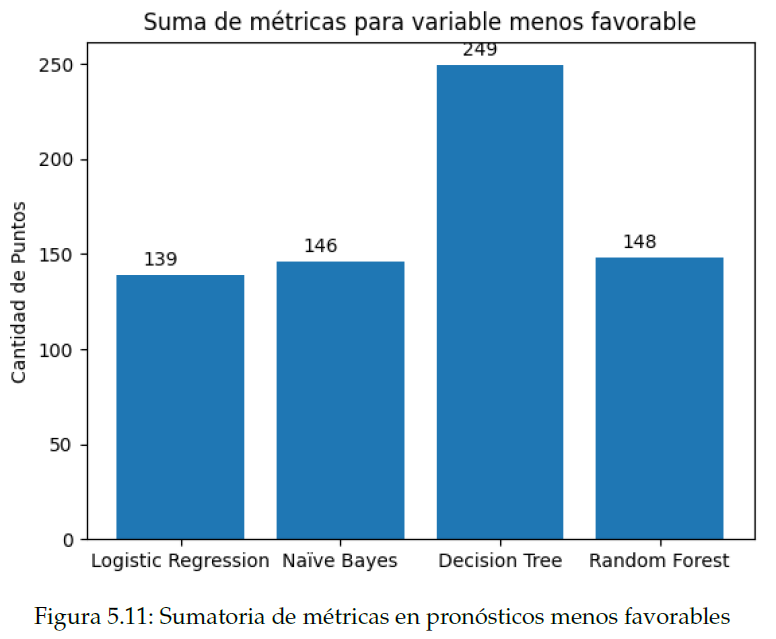 Suma de métricas para variable menos favorable
Cantidad de Puntos
250
200
150
100
50
0
139
146
249
148
Logistic Regression
Naïve Bayes
Decision Tree
Random Forest
Figura 5.11: Sumatoria de métricas en pronósticos menos favorables